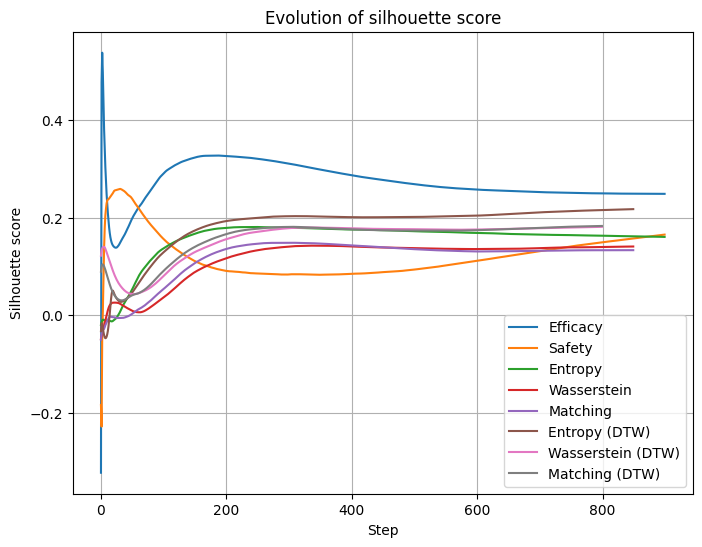 Evolution of silhouette score
Silhouette score
0.4
0.2
0.0
−0.2
0
200
400
600
800
Step
Efficacy
Safety
Entropy
Wasserstein
Matching
Entropy (DTW)
Wasserstein (DTW)
Matching (DTW)